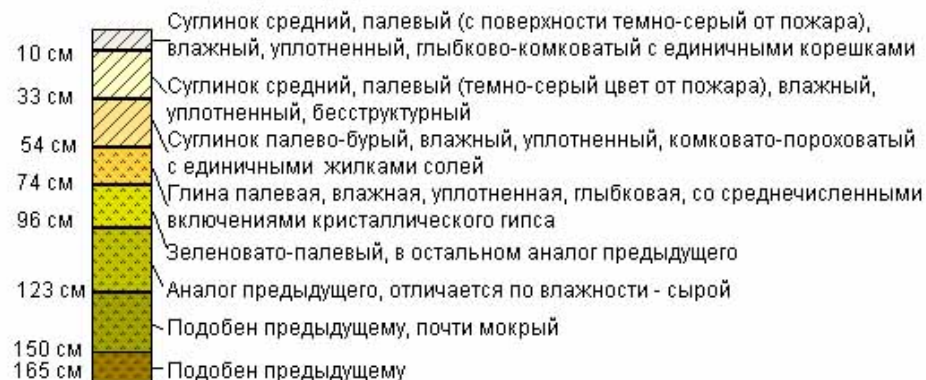 Суглинок средний, палевый (с поверхности темно-серый от пожара),
влажный, уплотненный, глыбково-комковатый с единичными корешками
10 см
Суглинок средний, палевый (темно-серый цвет от пожара), влажный,
уплотненный, бесструктурный
33 см
Суглинок палево-бурый, влажный, уплотненный, комковато-пороховатый
с единичными жилками солей
54 см
Глина палевая, влажная, уплотненная, глыбковая, со среднечисленными
включениями кристаллического гипса
74 см
96 см
Зеленовато-палевый, в остальном аналог предыдущего
123 см
Аналог предыдущего, отличается по влажности - сырой
Подобен предыдущему, почти мокрый
150 см
165 см
Подобен предыдущему